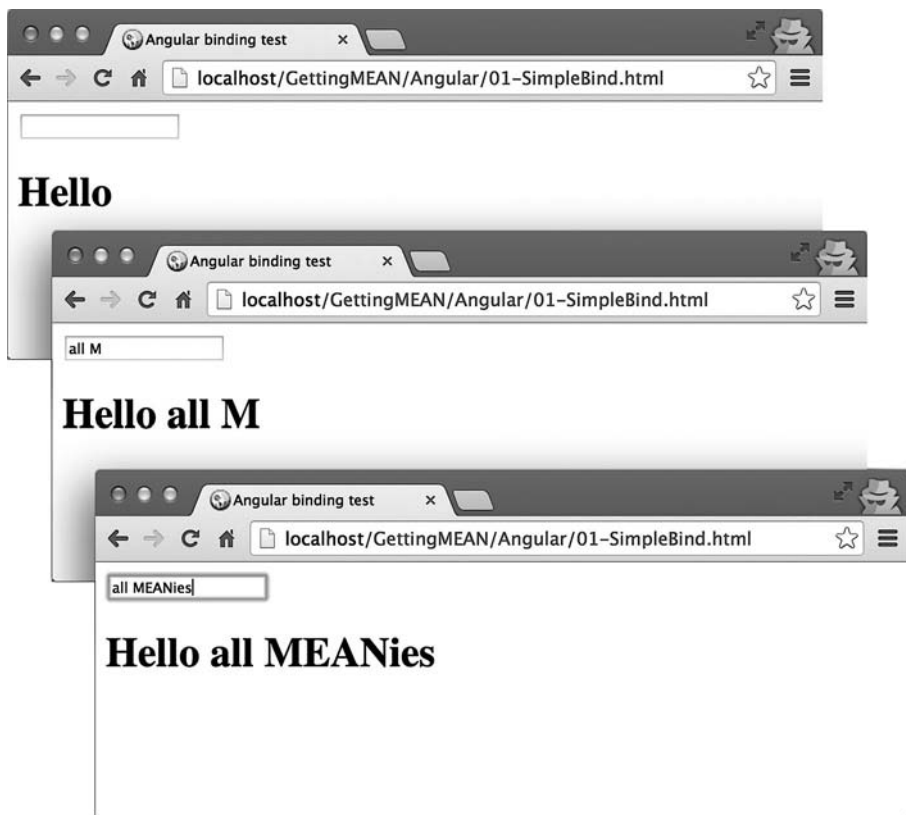 Angular binding test
localhost/GettingMEAN/Angular/01-SimpleBind.html
Hello
Angular binding test
localhost/GettingMEAN/Angular/01-SimpleBind.html
all M
Hello all M
Angular binding test
localhost/GettingMEAN/Angular/01-SimpleBind.html
all MEANies
Hello all MEANies